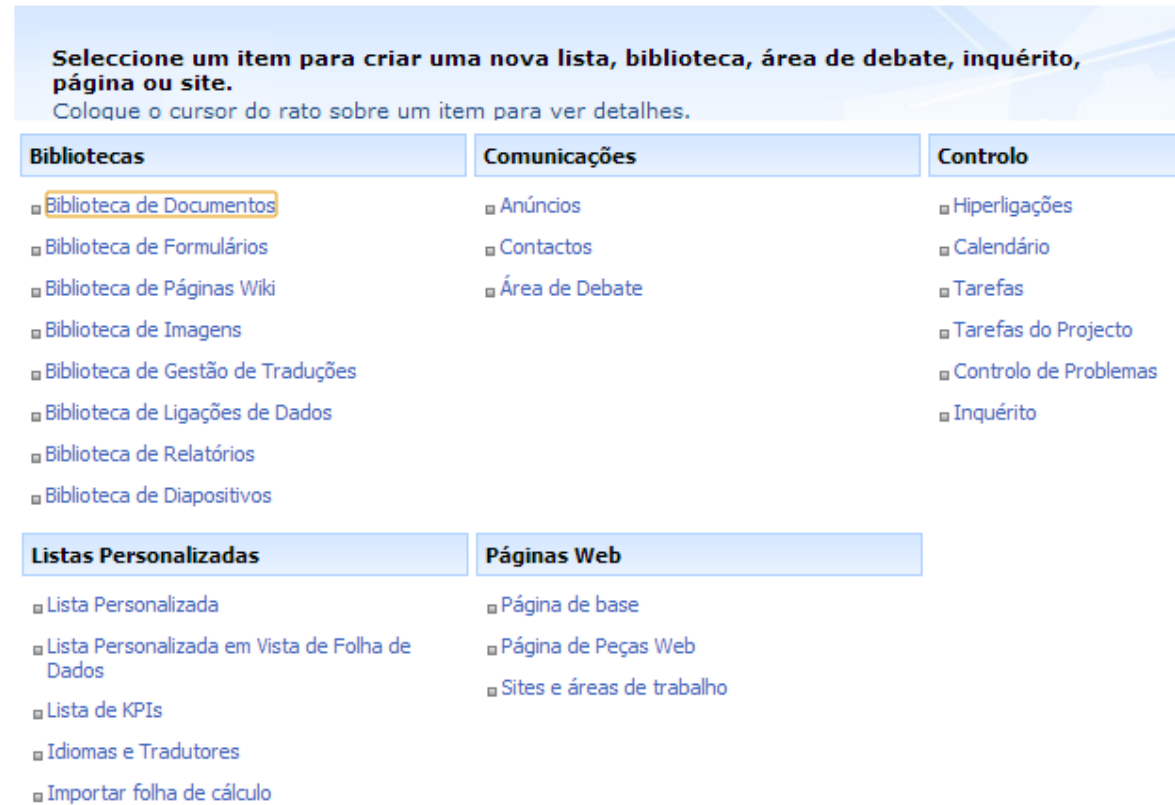 Seleccione um item para criar uma nova lista, biblioteca, área de debate, inquérito,
página ou site.
Coloque o cursor do rato sobre um item para ver detalhes.
Bibliotecas
Biblioteca de Documentos
Biblioteca de Formulários
Biblioteca de Páginas Wiki
Biblioteca de Imagens
Biblioteca de Gestão de Traduções
Biblioteca de Ligações de Dados
Biblioteca de Relatórios
Biblioteca de Diapositivos
Comunicações
Anúncios
Contactos
Área de Debate
Controlo
Hiperligações
Calendário
Tarefas
Tarefas do Projecto
Controlo de Problemas
Inquérito
Listas Personalizadas
Lista Personalizada
Lista Personalizada em Vista de Folha de
Dados
Lista de KPIs
Idiomas e Tradutores
Importar folha de cálculo
Páginas Web
Página de base
Página de Peças Web
Sites e áreas de trabalho